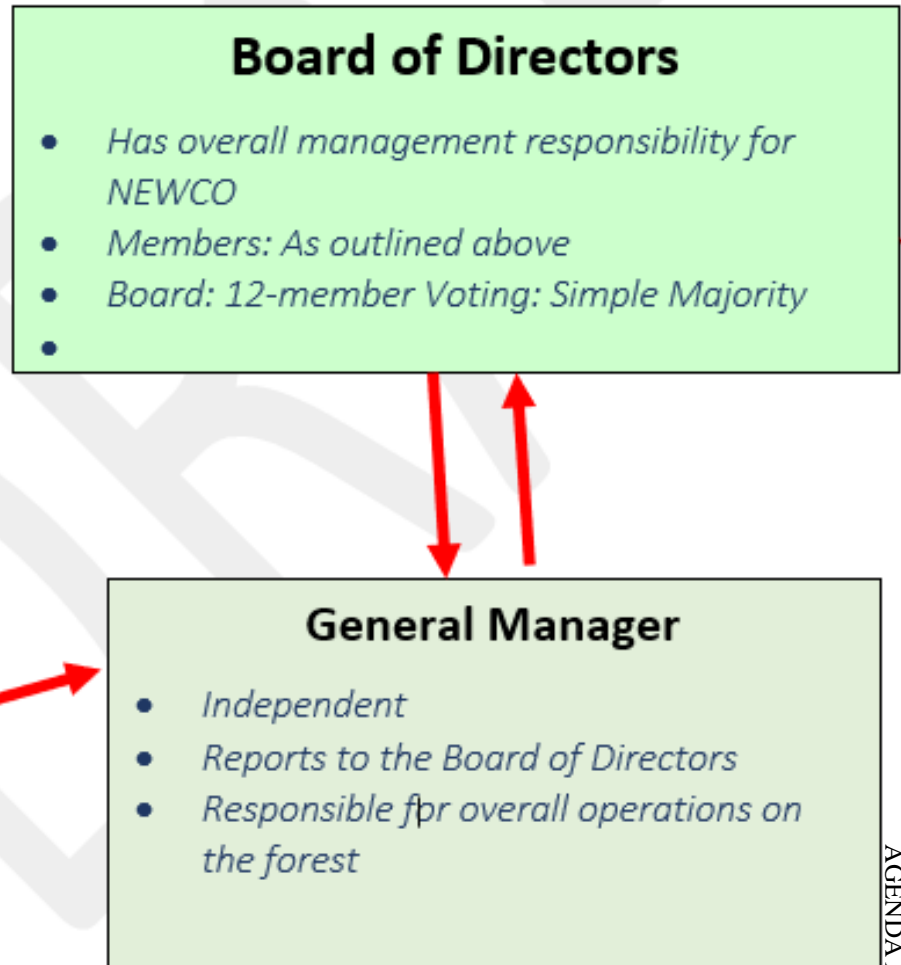 Board of Directors
• Has overall management responsibility for
NEWCO
• Members: As outlined above
• Board: 12-member Voting: Simple Majority
•
General Manager
• Independent
• Reports to the Board of Directors
• Responsible for overall operations on
the forest
AGENDA